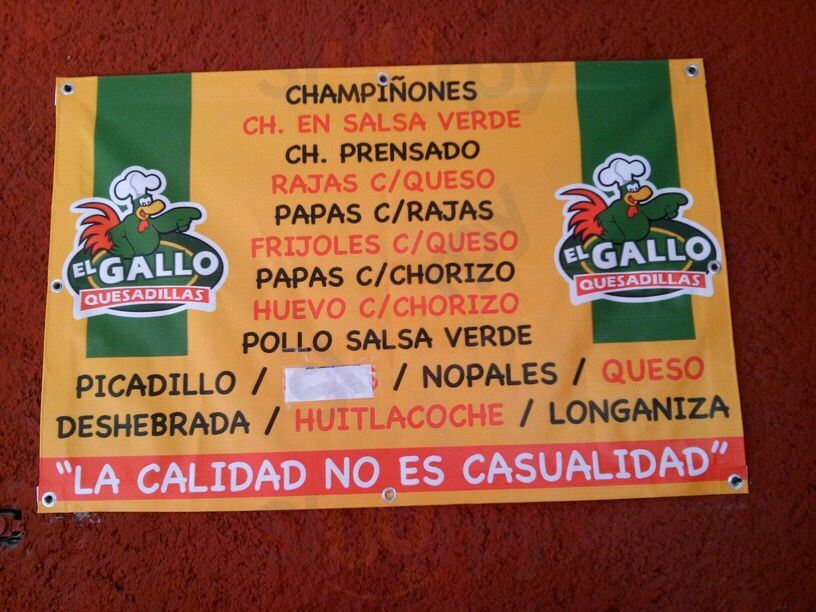 CHAMPIÑONES
CH. EN SALSA VERDE
CH. PRENSADO
RAJAS C/QUESO
PAPAS C/RAJAS
FRIJOLES C/QUESO
PAPAS C/CHORIZO
HUEVO C/CHORIZO
POLLO SALSA VERDE
PICADILLO / / NOPALES / QUESO
DESHEBRADA / HUITLACOCHE / LONGANIZA
"LA CALIDAD NO ES CASUALIDAD"
EL GALLO
QUESADILLAS
EL GALLO
QUESADILLAS